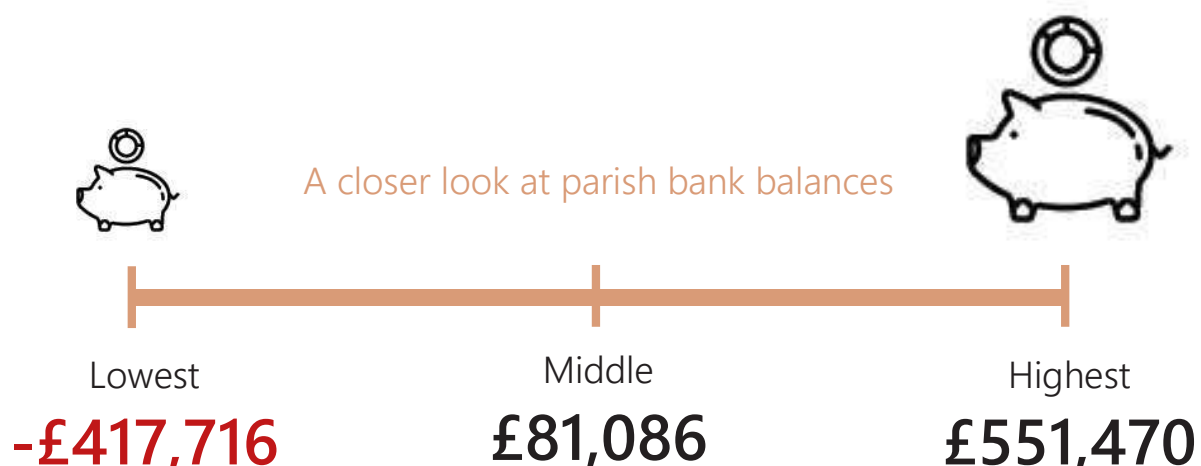 A closer look at parish bank balances
Lowest
Middle
Highest
-£417,716
£81,086
£551,470